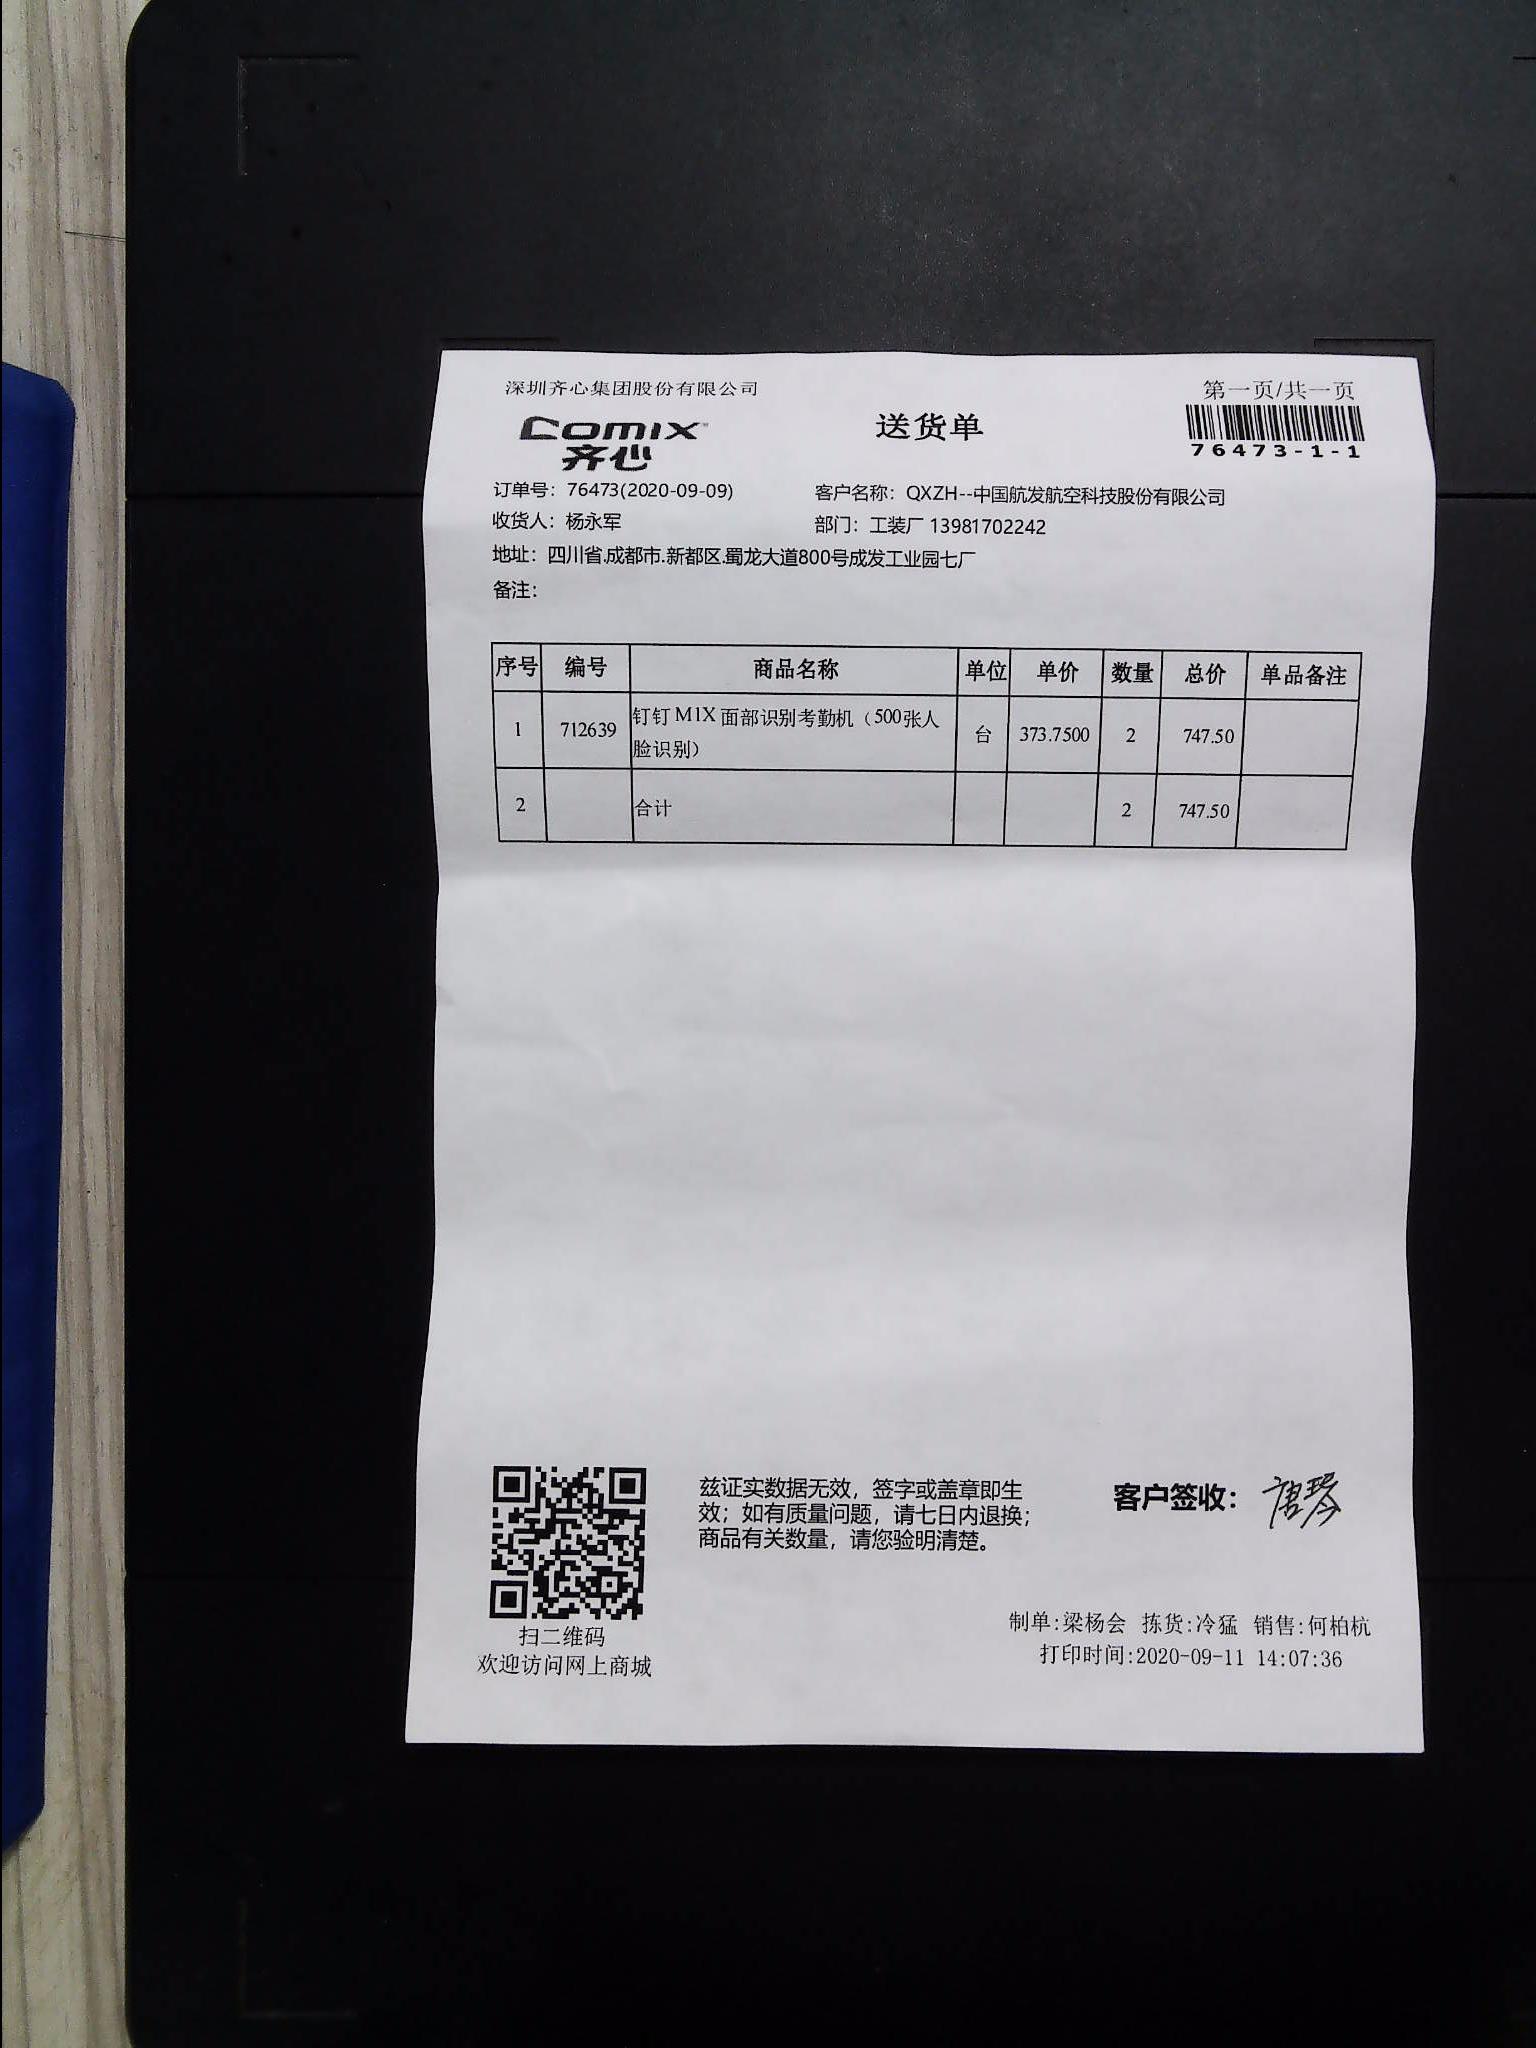 深圳齐心集团股份有限公司
第一页/共一页
comix
齐心
送货单
76473-1-1
订单号：76473(2020-09-09)
客户名称：QXZH--中国航发航空科技股份有限公司
收货人：杨永军
部门：工装厂 13981702242
地址：四川省.成都市.新都区.蜀龙大道800号成发工业园七厂
备注：
序号 编号 商品名称 单位 单价 数量 总价 单品备注
1 712639 钉钉 M1X 面部识别考勤机（500张人脸识别） 台 373.7500 2 747.50
2 合计 2 747.50
兹证实数据无效，签字或盖章即生
效；如有质量问题，请七日内退换；
商品有关数量，请您验明清楚。
客户签收：唐琴
扫二维码
欢迎访问网上商城
制单:梁杨会 拣货:冷猛 销售:何柏杭
打印时间:2020-09-11 14:07:36